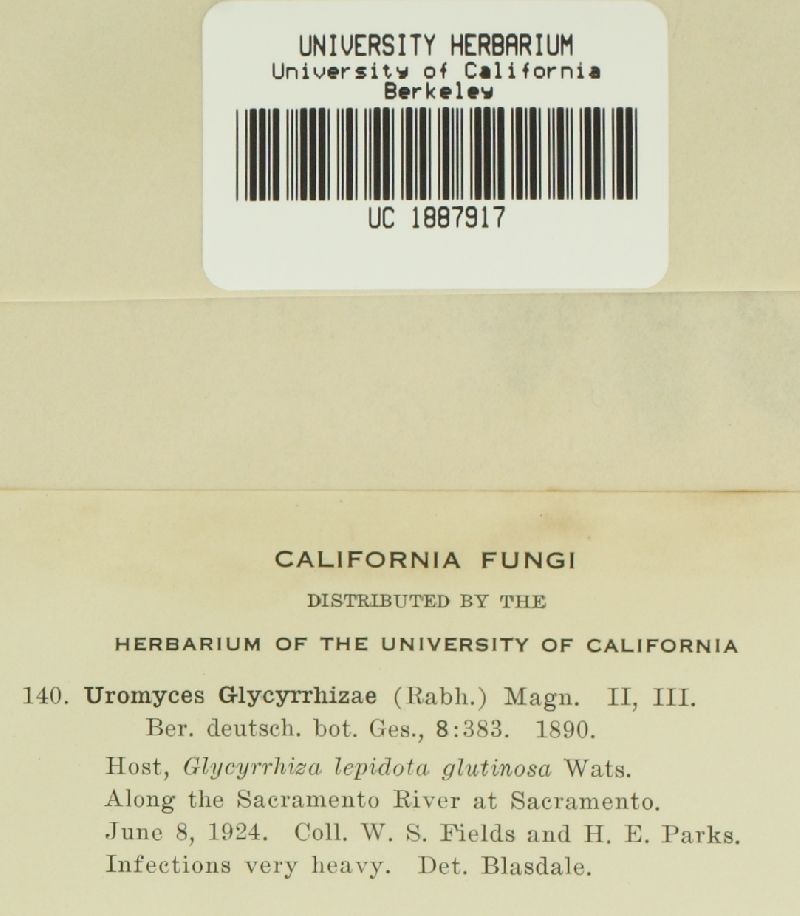 UNIVERSITY HERBARIUM
University of California
Berkeley
UC 1887917
CALIFORNIA FUNGI
DISTRIBUTED BY THE
HERBARIUM OF THE UNIVERSITY OF CALIFORNIA
140. Uromyces Glycyrrhizae (Rabh.) Magn. II, III.
Ber. deutsch. bot. Ges., 8:383. 1890.
Host, Glycyrrhiza lepidota glutinosa Wats.
Along the Sacramento River at Sacramento.
June 8, 1924. Coll. W. S. Fields and H. E. Parks.
Infections very heavy. Det. Blasdale.